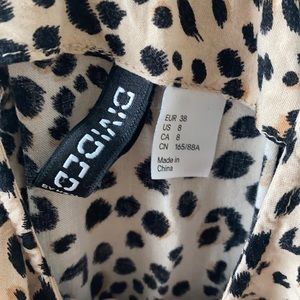 DIVIDED
EUR 38
US 8
CA 8
CN 165/88A
Made in
China